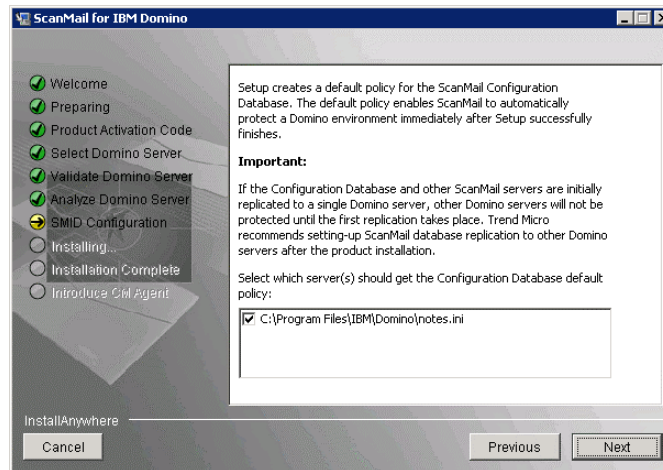 ScanMail for IBM Domino
Welcome
Preparing
Product Activation Code
Select Domino Server
Validate Domino Server
Analyze Domino Server
SMID Configuration
Installing...
Installation Complete
Introduce CM Agent
Setup creates a default policy for the ScanMail Configuration
Database. The default policy enables ScanMail to automatically
protect a Domino environment immediately after Setup successfully
finishes.
Important:
If the Configuration Database and other ScanMail servers are initially
replicated to a single Domino server, other Domino servers will not be
protected until the first replication takes place. Trend Micro
recommends setting-up ScanMail database replication to other Domino
servers after the product installation.
Select which server(s) should get the Configuration Database default
policy:
C:\Program Files\IBM\Domino\notes.ini
InstallAnywhere
Cancel
Previous
Next